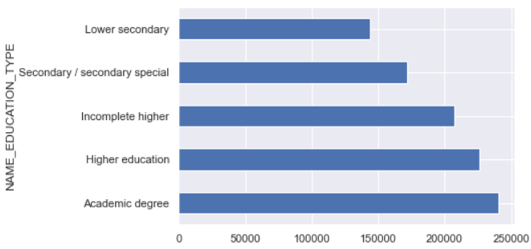 NAME_EDUCATION_TYPE
Lower secondary
Secondary / secondary special
Incomplete higher
Higher education
Academic degree
0 50000 100000 150000 200000 250000